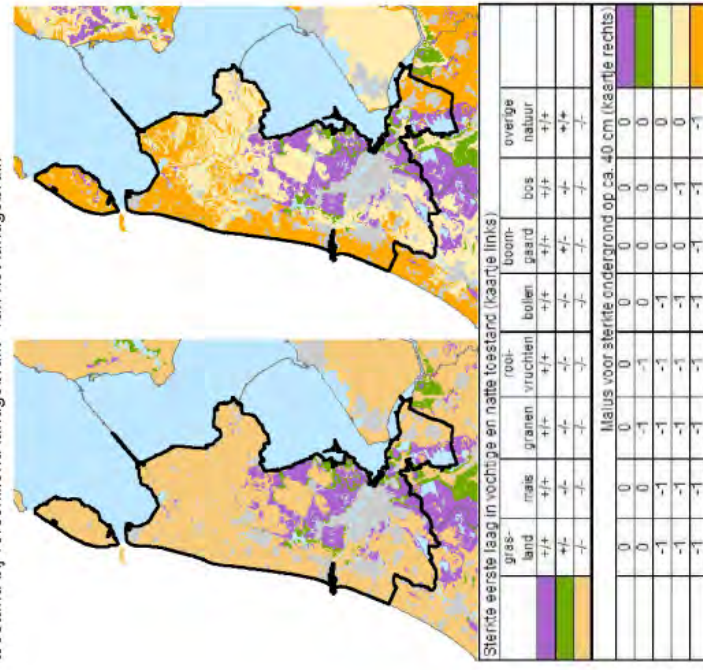 Sterkte eerste laag in vochtige en natte toestand (kaartje links)
gras- rooi- boom- overige
land mais granen vruchten bollen gaard bos natuur
+/+ +/+ +/+ +/+ +/+ +/+ +/+ +/+
+/- -/- -/- -/- -/- +/- -/- +/+
-/- -/- -/- -/- -/- -/- -/- -/-
Malus voor sterkte ondergrond op ca. 40 cm (kaartje rechts)
0 0 0 0 0 0 0 0
0 0 -1 -1 0 0 0 0
-1 -1 -1 -1 -1 0 0 0
-1 -1 -1 -1 -1 0 -1 0
-1 -1 -1 -1 -1 -1 -1 -1